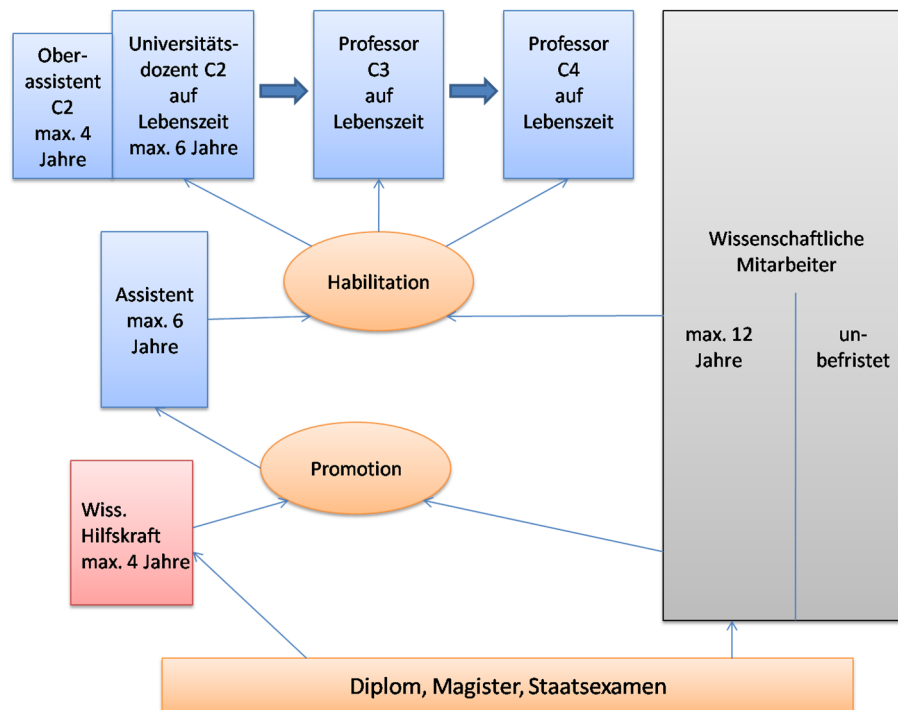 Ober-
assistent
C2
max. 4
Jahre
Universitäts-
dozent C2
auf
Lebenszeit
max. 6 Jahre
Professor
C3
auf
Lebenszeit
Professor
C4
auf
Lebenszeit
Wissenschaftliche
Mitarbeiter
max. 12
Jahre
un-
befristet
Habilitation
Assistent
max. 6
Jahre
Promotion
Wiss.
Hilfskraft
max. 4 Jahre
Diplom, Magister, Staatsexamen